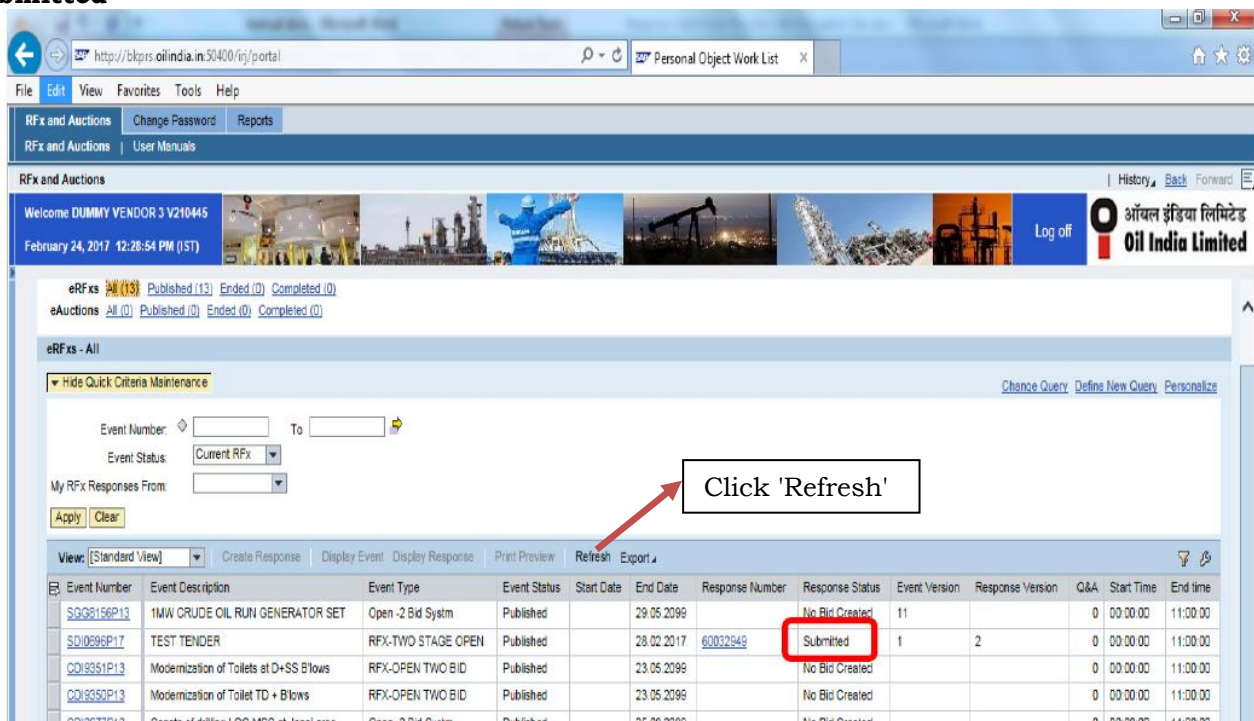 http://bkprs.oilindia.in:50400/irj/portal
Personal Object Work List
File Edit View Favorites Tools Help
RFx and Auctions Change Password Reports
RFx and Auctions | User Manuals
RFx and Auctions | History Back Forward
Welcome DUMMY VENDOR 3 V210445
February 24, 2017 12:28:54 PM (IST)
Log off
ऑयल इंडिया लिमिटेड
Oil India Limited
eRFxs All (13) Published (13) Ended (0) Completed (0)
eAuctions All (0) Published (0) Ended (0) Completed (0)
eRFxs - All
Hide Quick Criteria Maintenance
Change Query Define New Query Personalize
Event Number: To
Event Status: Current RFx
My RFx Responses From:
Click 'Refresh'
Apply Clear
View: [Standard View] Create Response Display Event Display Response Print Preview Refresh Export
Event Number Event Description Event Type Event Status Start Date End Date Response Number Response Status Event Version Response Version Q&A Start Time End time
SGG8156P13 1MW CRUDE OIL RUN GENERATOR SET Open -2 Bid Systm Published 29.05.2099 No Bid Created 11 0 00:00:00 11:00:00
SDI0696P17 TEST TENDER RFX-TWO STAGE OPEN Published 28.02.2017 60032949 Submitted 1 2 0 00:00:00 11:00:00
CDI9351P13 Modernization of Toilets at D+SS B'lows RFX-OPEN TWO BID Published 23.05.2099 No Bid Created 0 00:00:00 11:00:00
CDI9350P13 Modernization of Toilet TD + B'lows RFX-OPEN TWO BID Published 23.05.2099 No Bid Created 0 00:00:00 11:00:00